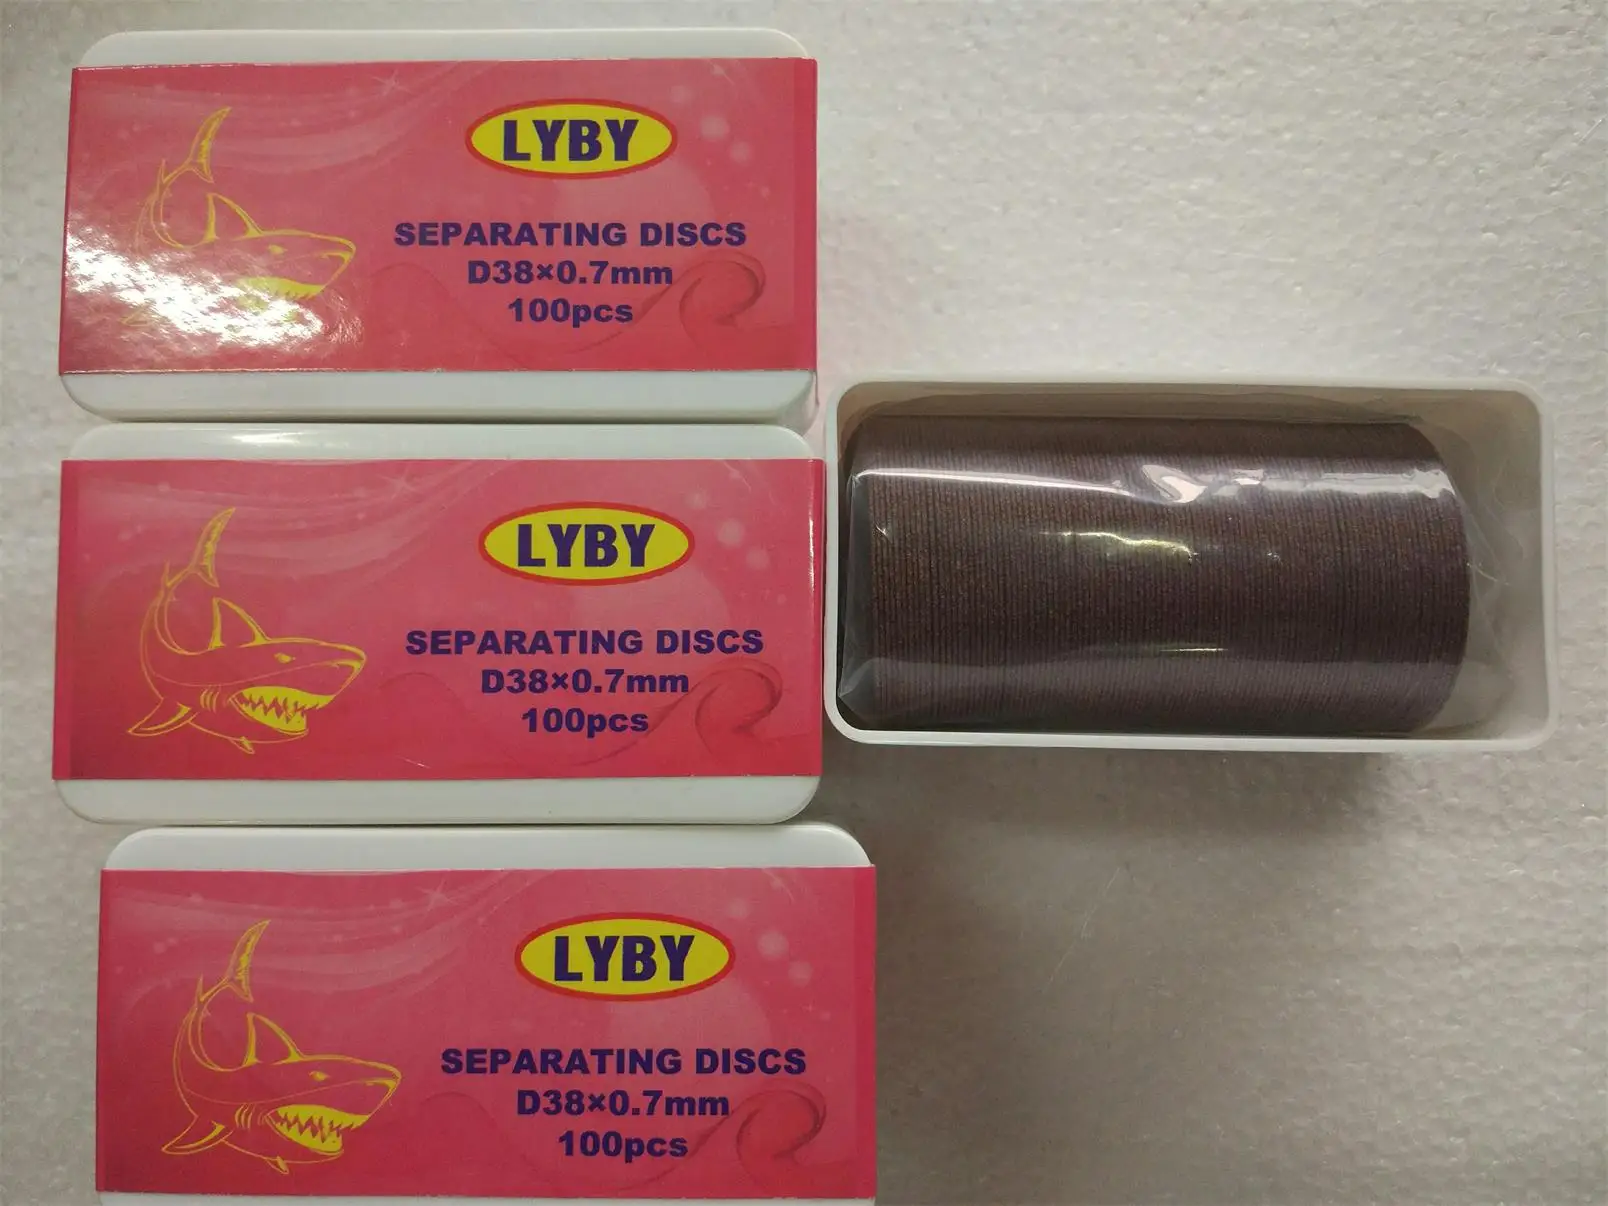 LYBY
SEPARATING DISCS
D38×0.7mm
100pcs
LYBY
SEPARATING DISCS
D38×0.7mm
100pcs
LYBY
SEPARATING DISCS
D38×0.7mm
100pcs